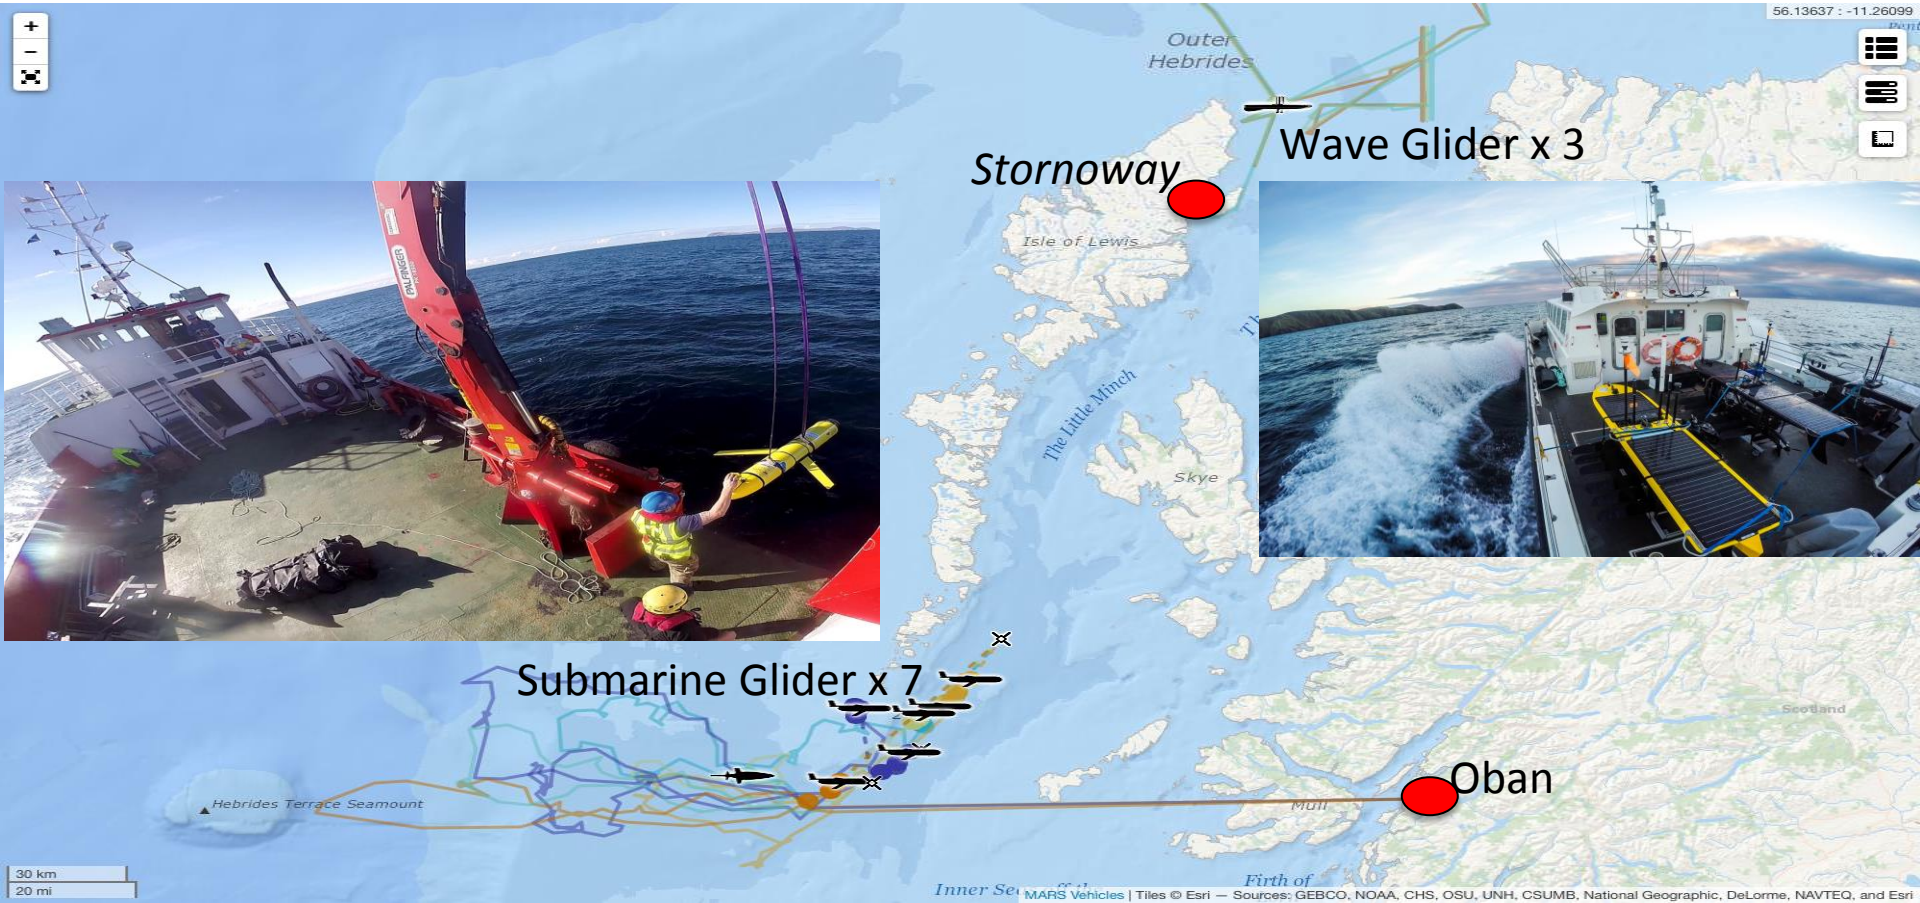 +
56.13637 : -11.26099
−
Outer
Hebrides
Wave Glider x 3
Stornoway
Isle of Lewis
PALFINGER
The Little Minch
Skye
Submarine Glider x 7
Scotland
Oban
Hebrides Terrace Seamount
Mull
30 km
20 mi
Inner
Firth of
MARS Vehicles | Tiles © Esri — Sources: GEBCO, NOAA, CHS, OSU, UNH, CSUMB, National Geographic, DeLorme, NAVTEQ, and Esri